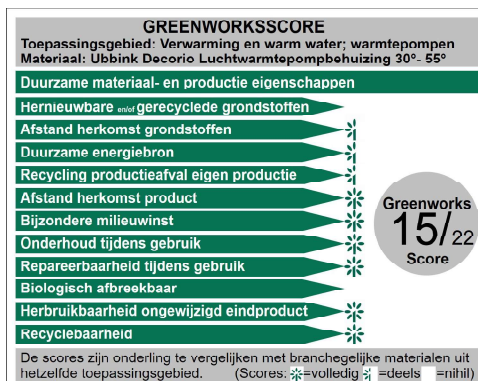 GREENWORKSSCORE
Toepassingsgebied: Verwarming en warm water; warmtepompen
Materiaal: Ubbink Decorio Luchtwarmtepompbehuizing 30°- 55°
Duurzame materiaal- en productie eigenschappen
Hernieuwbare en/of gerecyclede grondstoffen
Afstand herkomst grondstoffen
Duurzame energiebron
Recycling productieafval eigen productie
Afstand herkomst product
Bijzondere milieuwinst
Onderhoud tijdens gebruik
Repareerbaarheid tijdens gebruik
Biologisch afbreekbaar
Herbruikbaarheid ongewijzigd eindproduct
Recyclebaarheid
Greenworks
15/22
Score
De scores zijn onderling te vergelijken met branchegelijke materialen uit
hetzelfde toepassingsgebied. (Scores: =volledig =deels =nihil)